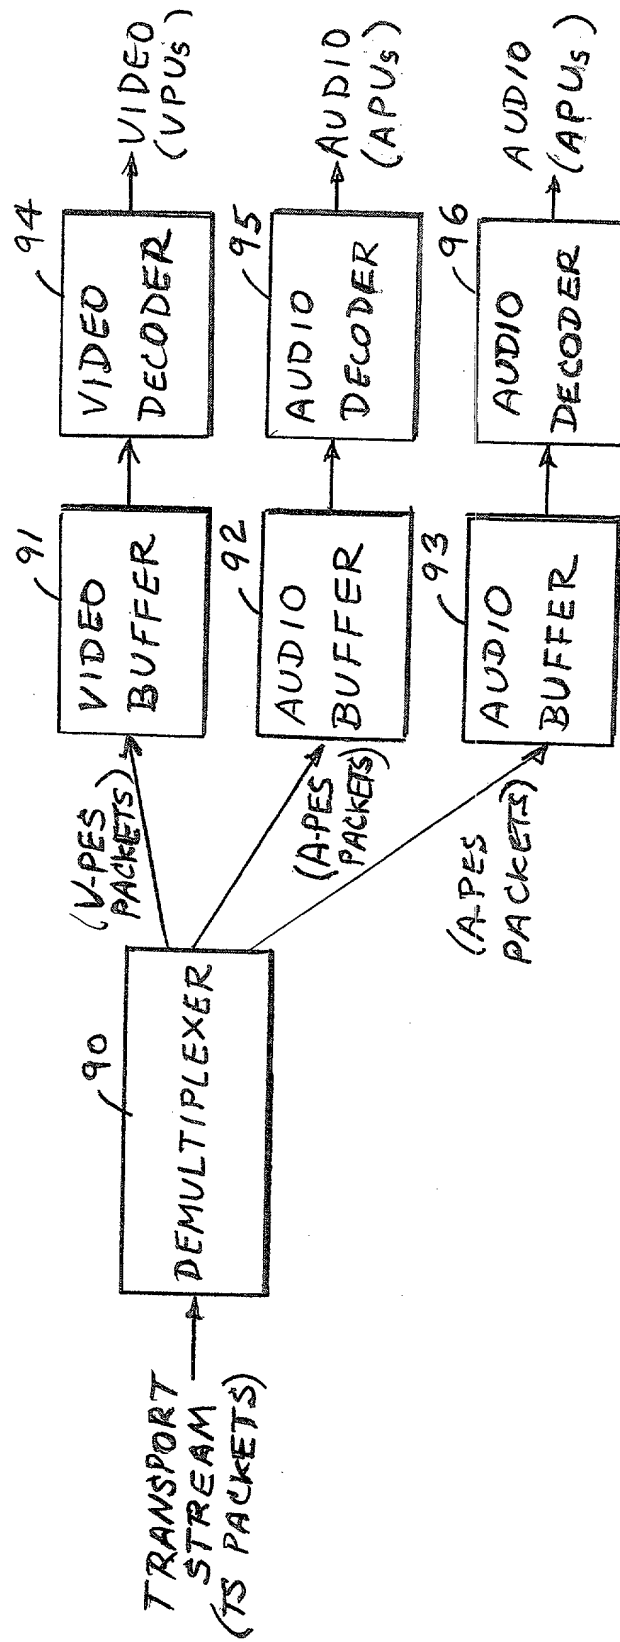 TRANSPORT
STREAM
(TS PACKETS)
90
DEMULTIPLEXER
(V-PES
PACKETS)
(A-PES
PACKETS)
(A-PES
PACKETS)
91
VIDEO
BUFFER
92
AUDIO
BUFFER
93
AUDIO
BUFFER
94
VIDEO
DECODER
95
AUDIO
DECODER
96
AUDIO
DECODER
VIDEO
(VPUs)
AUDIO
(APUs)
AUDIO
(APUs)